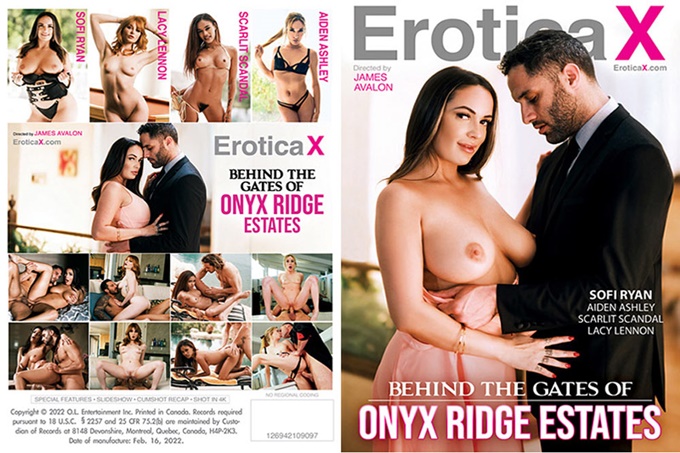 SOFI RYAN
LACY LENNON
SCARLIT SCANDAL
AIDEN ASHLEY
Directed by JAMES AVALON
EroticaX.com
EroticaX
BEHIND THE
GATES OF
ONYX RIDGE
ESTATES
SPECIAL FEATURES • SLIDESHOW • CUMSHOT RECAP • SHOT IN 4K
NO REGIONAL CODING
Copyright © 2022 O.L. Entertainment Inc. Printed in Canada. Records required
pursuant to 18 U.S.C. § 2257 and 25 CFR 75.2(b) are maintained by Custo-
dian of Records at 8148 Devonshire, Montreal, Quebec, Canada, H4P-2K3.
Date of manufacture: Feb. 16, 2022.
126942109097
EroticaX
Directed by
JAMES
AVALON
EroticaX.com
SOFI RYAN
AIDEN ASHLEY
SCARLIT SCANDAL
LACY LENNON
BEHIND THE GATES OF
ONYX RIDGE ESTATES